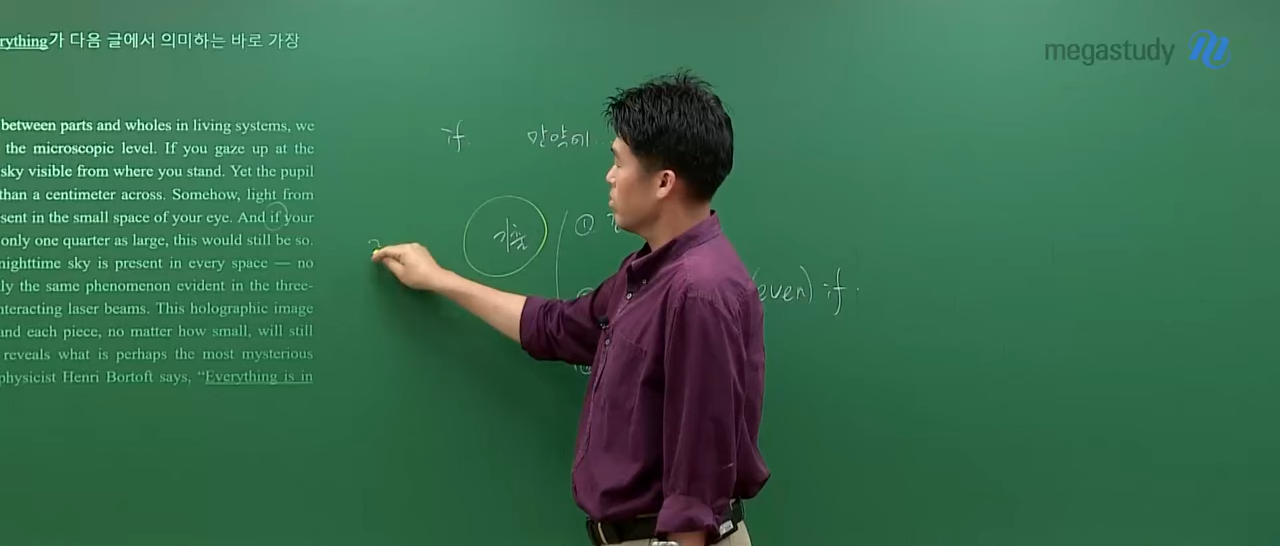 rything가 다음 글에서 의미하는 바로 가장
megastudy
between parts and wholes in living systems, we
the microscopic level. If you gaze up at the
sky visible from where you stand. Yet the pupil
than a centimeter across. Somehow, light from
sent in the small space of your eye. And if your
only one quarter as large, this would still be so.
nighttime sky is present in every space — no
ly the same phenomenon evident in the three-
nteracting laser beams. This holographic image
and each piece, no matter how small, will still
reveals what is perhaps the most mysterious
physicist Henri Bortoft says, “Everything is in
if. 만약에..
①
(even) if.